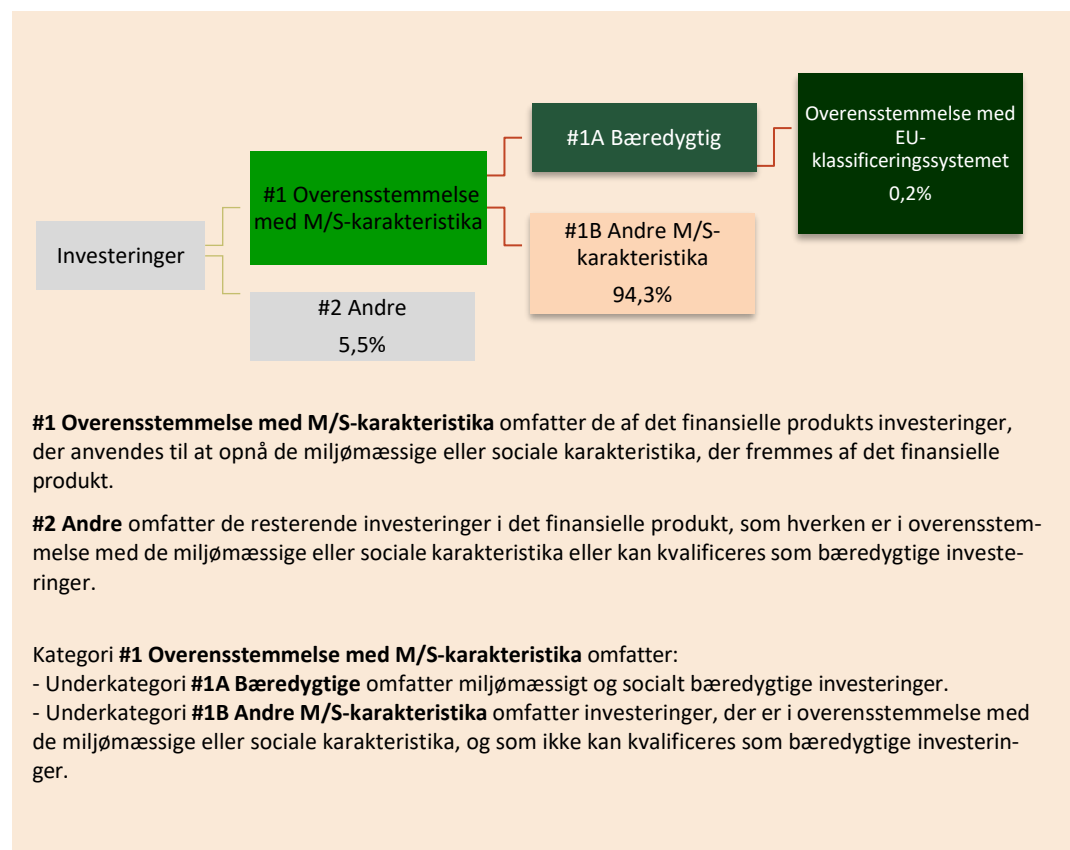 Investeringer
#1 Overensstemmelse
med M/S-karakteristika
#2 Andre
5,5%
#1A Bæredygtig
#1B Andre M/S-
karakteristika
94,3%
Overensstemmelse med
EU-
klassificeringssystemet
0,2%
#1 Overensstemmelse med M/S-karakteristika omfatter de af det finansielle produkts investeringer,
der anvendes til at opnå de miljømæssige eller sociale karakteristika, der fremmes af det finansielle
produkt.
#2 Andre omfatter de resterende investeringer i det finansielle produkt, som hverken er i overensstem-
melse med de miljømæssige eller sociale karakteristika eller kan kvalificeres som bæredygtige investe-
ringer.
Kategori #1 Overensstemmelse med M/S-karakteristika omfatter:
- Underkategori #1A Bæredygtige omfatter miljømæssigt og socialt bæredygtige investeringer.
- Underkategori #1B Andre M/S-karakteristika omfatter investeringer, der er i overensstemmelse med
de miljømæssige eller sociale karakteristika, og som ikke kan kvalificeres som bæredygtige investerin-
ger.